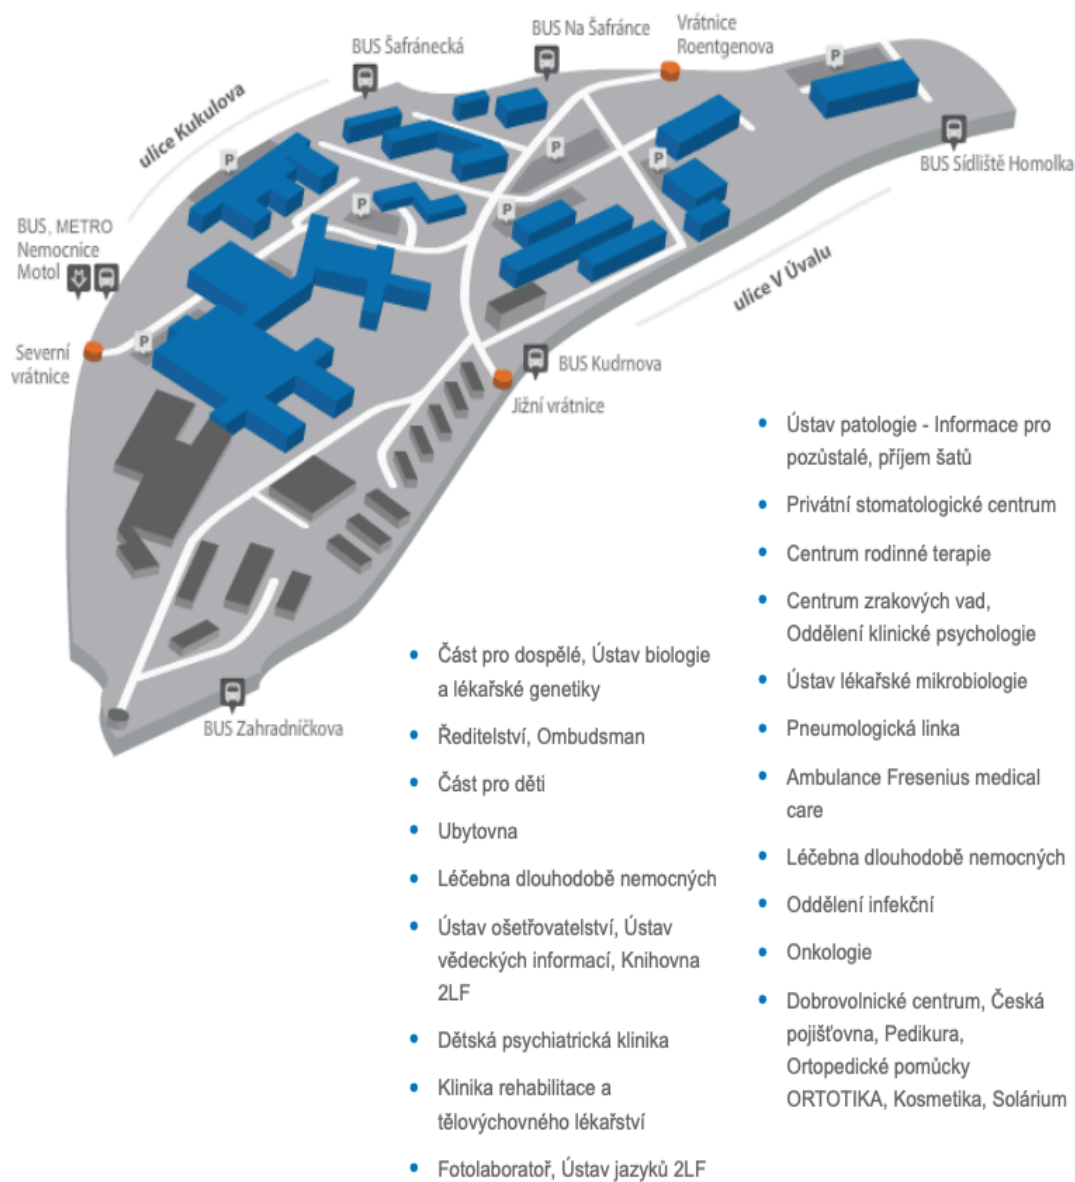 BUS Šafránecká
BUS Na Šafránce
Vrátnice
Roentgenova
ulice Kukulova
P
P
P
P
P
P
P
BUS Sídliště Homolka
BUS, METRO
Nemocnice
Motol
ulice V Úvalu
Severní
vrátnice
BUS Kudrnova
Jižní vrátnice
BUS Zahradníčkova
Část pro dospělé, Ústav biologie
a lékařské genetiky
Ředitelství, Ombudsman
Část pro děti
Ubytovna
Léčebna dlouhodobě nemocných
Ústav ošetřovatelství, Ústav
vědeckých informací, Knihovna
2LF
Dětská psychiatrická klinika
Klinika rehabilitace a
tělovýchovného lékařství
Fotolaboratoř, Ústav jazyků 2LF
Ústav patologie - Informace pro
pozůstalé, příjem šatů
Privátní stomatologické centrum
Centrum rodinné terapie
Centrum zrakových vad,
Oddělení klinické psychologie
Ústav lékařské mikrobiologie
Pneumologická linka
Ambulance Fresenius medical
care
Léčebna dlouhodobě nemocných
Oddělení infekční
Onkologie
Dobrovolnické centrum, Česká
pojišťovna, Pedikura,
Ortopedické pomůcky
ORTOTIKA, Kosmetika, Solárium